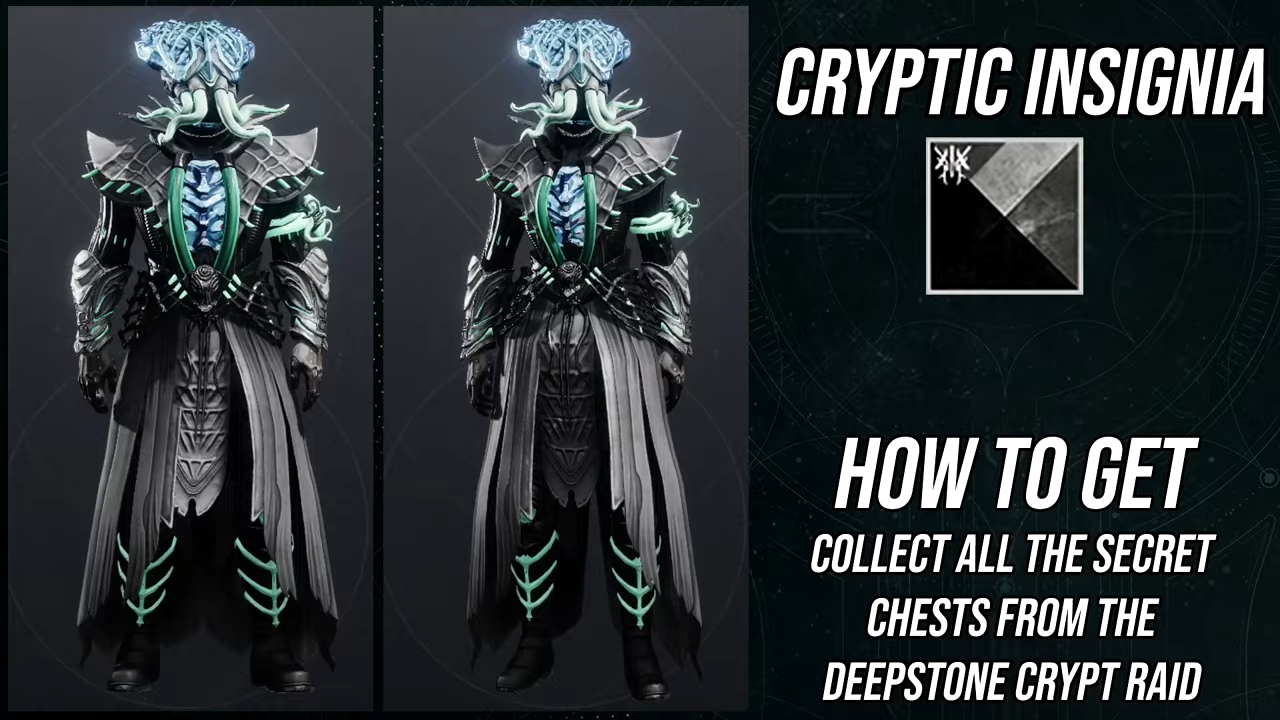 CRYPTIC INSIGNIA
HOW TO GET
COLLECT ALL THE SECRET
CHESTS FROM THE
DEEPSTONE CRYPT RAID